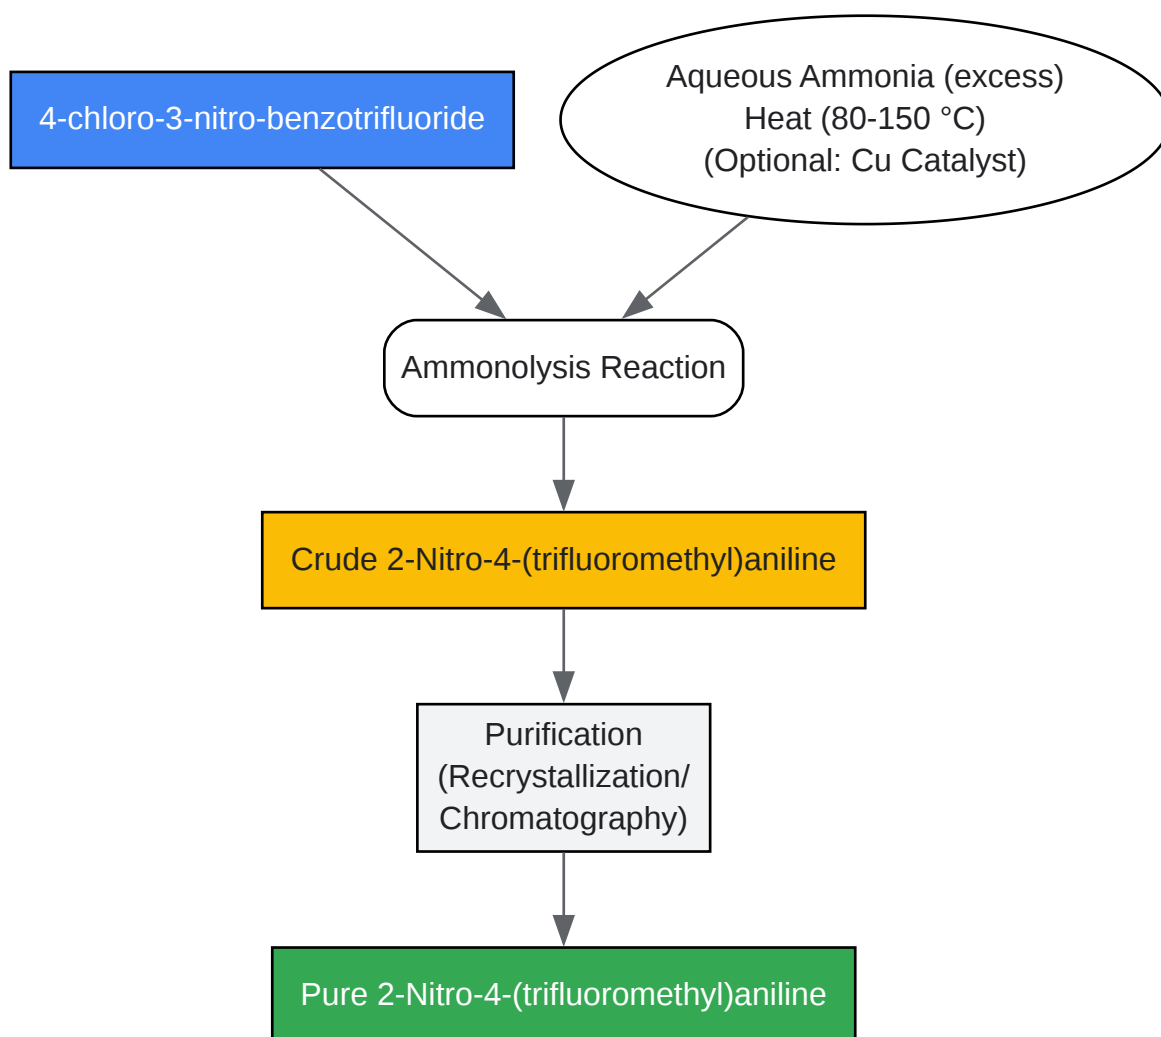 4-chloro-3-nitro-benzotrifluoride
Aqueous Ammonia (excess)
Heat (80-150 °C)
(Optional: Cu Catalyst)
Ammonolysis Reaction
Crude 2-Nitro-4-(trifluoromethyl)aniline
Purification
(Recrystallization/
Chromatography)
Pure 2-Nitro-4-(trifluoromethyl)aniline